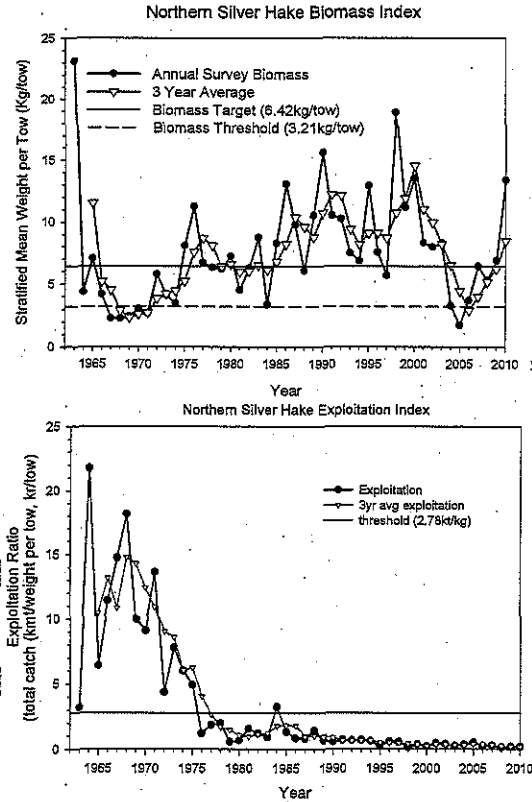 Northern Silver Hake Biomass Index
25
20
15
10
5
0
Stratified Mean Weight per Tow (Kg/tow)
Annual Survey Biomass
3 Year Average
Biomass Target (6.42kg/tow)
Biomass Threshold (3.21kg/tow)
1965 1970 1975 1980 1985 1990 1995 2000 2005 2010
Year
Northern Silver Hake Exploitation Index
25
20
15
10
5
0
Exploitation Ratio
(total catch (kmt/weight per tow, kr/tow)
Exploitation
3yr avg exploitation
threshold (2.78kt/kg)
1965 1970 1975 1980 1985 1990 1995 2000 2005 2010
Year